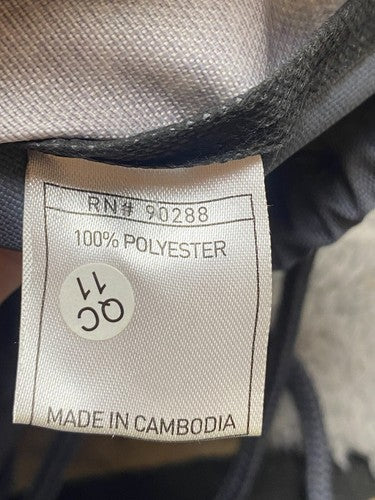 RN# 90288
100% POLYESTER
QC
11
MADE IN CAMBODIA